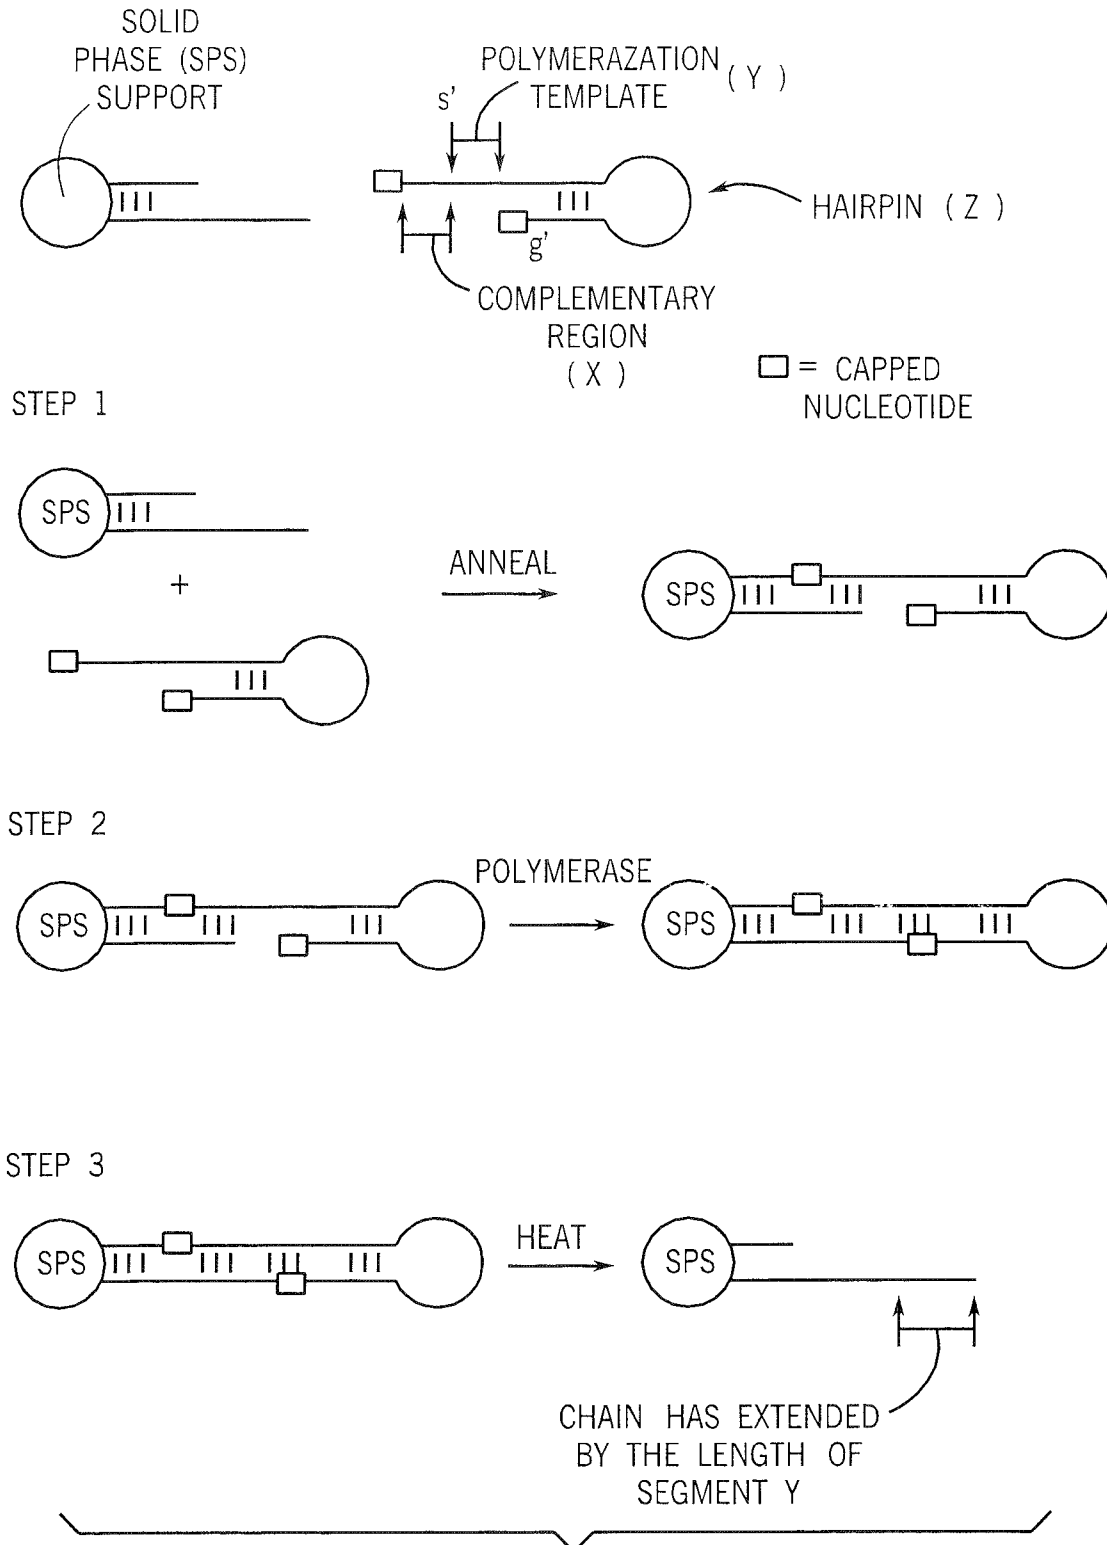 SOLID
PHASE (SPS)
SUPPORT
POLYMERAZATION
TEMPLATE
( Y )
s'
HAIRPIN ( Z )
g'
COMPLEMENTARY
REGION
( X )
= CAPPED
NUCLEOTIDE
STEP 1
SPS
+
ANNEAL
SPS
STEP 2
SPS
POLYMERASE
SPS
STEP 3
SPS
HEAT
SPS
CHAIN HAS EXTENDED
BY THE LENGTH OF
SEGMENT Y